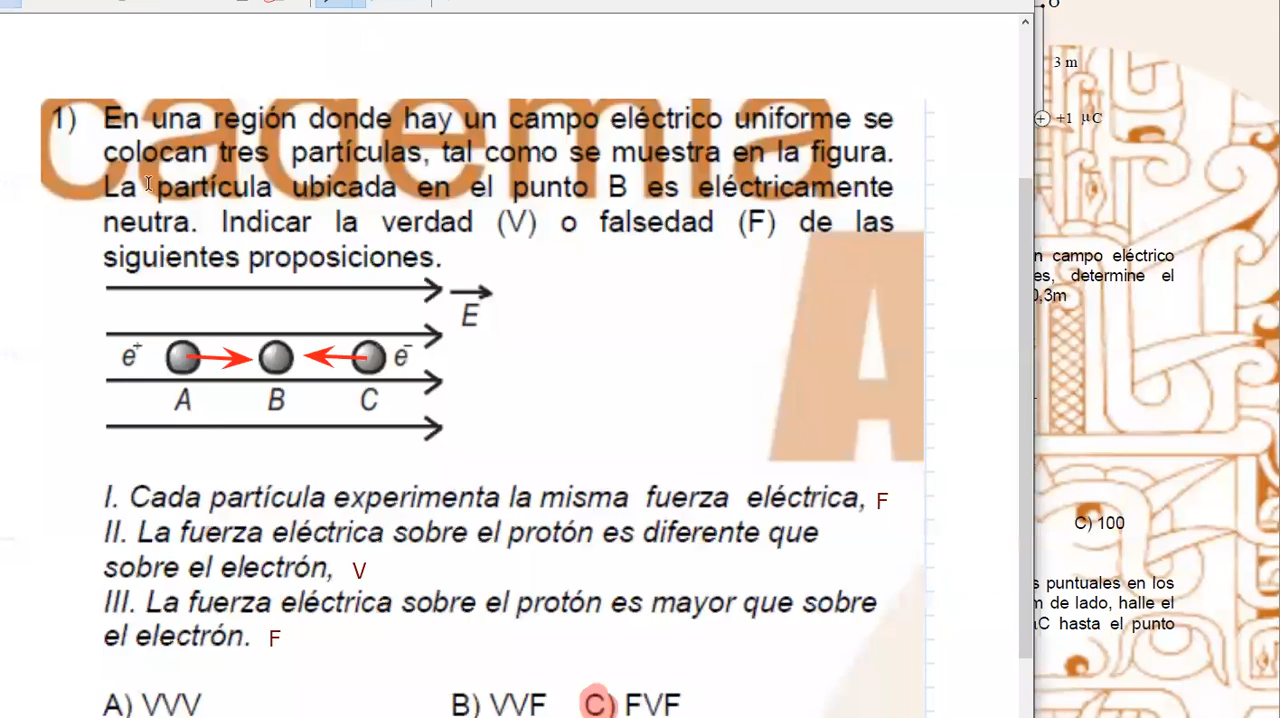 cademia
1) En una región donde hay un campo eléctrico uniforme se
colocan tres partículas, tal como se muestra en la figura.
La partícula ubicada en el punto B es eléctricamente
neutra. Indicar la verdad (V) o falsedad (F) de las
siguientes proposiciones.
E
e+ e-
A B C
A
I. Cada partícula experimenta la misma fuerza eléctrica, F
II. La fuerza eléctrica sobre el protón es diferente que
sobre el electrón, V
III. La fuerza eléctrica sobre el protón es mayor que sobre
el electrón. F
A) VVV B) VVF C) FVF
3 m
+ +1 μC
n campo eléctrico
es, determine el
0,3m
C) 100
s puntuales en los
m de lado, halle el
μC hasta el punto